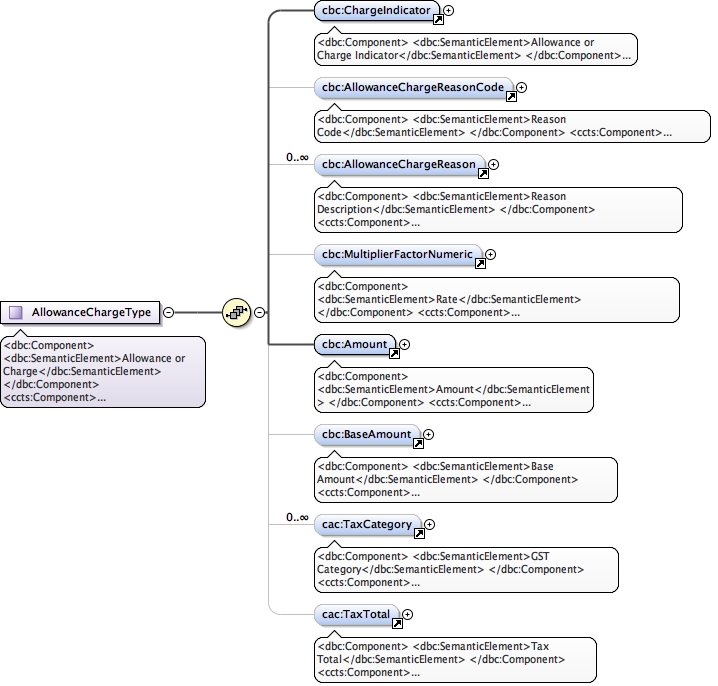 cbc:ChargeIndicator
<dbc:Component> <dbc:SemanticElement>Allowance or
Charge Indicator</dbc:SemanticElement> </dbc:Component>...
cbc:AllowanceChargeReasonCode
<dbc:Component> <dbc:SemanticElement>Reason
Code</dbc:SemanticElement> </dbc:Component> <ccts:Component>...
0..∞
cbc:AllowanceChargeReason
<dbc:Component> <dbc:SemanticElement>Reason
Description</dbc:SemanticElement> </dbc:Component>
<ccts:Component>...
cbc:MultiplierFactorNumeric
<dbc:Component>
<dbc:SemanticElement>Rate</dbc:SemanticElement>
</dbc:Component> <ccts:Component>...
AllowanceChargeType
<dbc:Component>
<dbc:SemanticElement>Allowance or
Charge</dbc:SemanticElement>
</dbc:Component>
<ccts:Component>...
cbc:Amount
<dbc:Component>
<dbc:SemanticElement>Amount</dbc:SemanticElement
> </dbc:Component> <ccts:Component>...
cbc:BaseAmount
<dbc:Component> <dbc:SemanticElement>Base
Amount</dbc:SemanticElement> </dbc:Component>
<ccts:Component>...
0..∞
cac:TaxCategory
<dbc:Component> <dbc:SemanticElement>GST
Category</dbc:SemanticElement> </dbc:Component>
<ccts:Component>...
cac:TaxTotal
<dbc:Component> <dbc:SemanticElement>Tax
Total</dbc:SemanticElement> </dbc:Component>
<ccts:Component>...